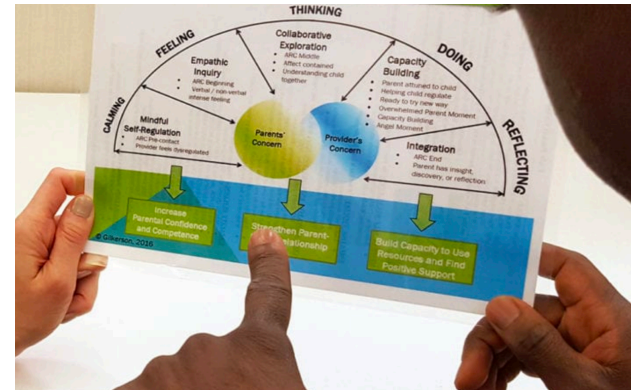 THINKING
FEELING
DOING
CALMING
REFLECTING
Collaborative
Exploration
• ARC Middle
• Affect contained
• Understanding child
together
Empathic
Inquiry
• ARC Beginning
• Verbal / non-verbal
intense feeling
Capacity
Building
• Parent attuned to child
• Helping child regulate
• Ready to try new way
• Overwhelmed Parent Moment
• Capacity Building
• Angel Moment
Mindful
Self-Regulation
• ARC Pre-contact
• Provider feels dysregulated
Parents'
Concern
Provider's
Concern
Integration
• ARC End
• Parent has insight,
discovery, or reflection
Increase
Parental Confidence
and Competence
Strengthen Parent-
Relationship
Build Capacity to Use
Resources and Find
Positive Support
© Gilkerson, 2016